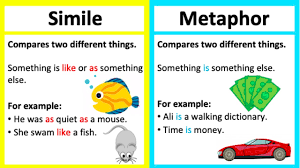 Simile
Compares two different things.
Something is like or as something
else.
For example:
• He was as quiet as a mouse.
• She swam like a fish.
Metaphor
Compares two different things.
Something is something else.
For example:
• Ali is a walking dictionary.
• Time is money.